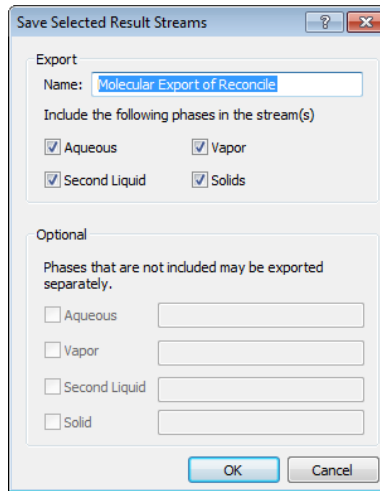 Save Selected Result Streams
Export
Name: Molecular Export of Reconcile
Include the following phases in the stream(s)
Aqueous Vapor
Second Liquid Solids
Optional
Phases that are not included may be exported
separately.
Aqueous
Vapor
Second Liquid
Solid
OK Cancel